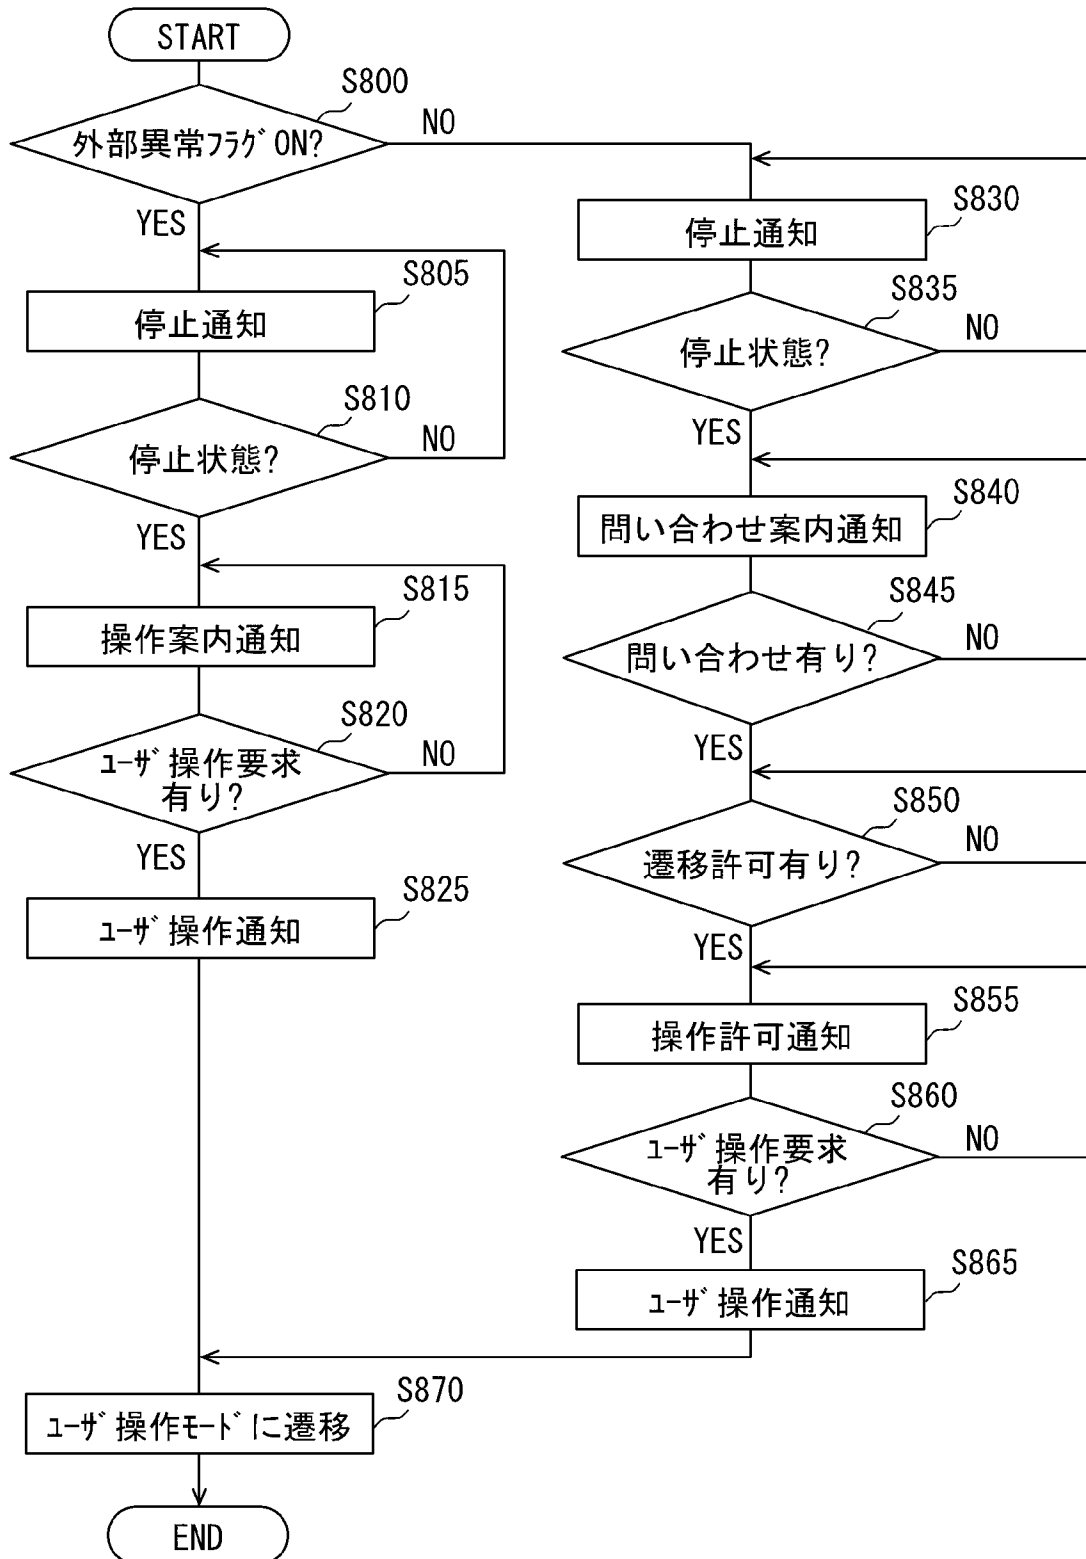 START
S800
外部異常ﾌﾗｸﾞON?
NO
YES
S805
停止通知
S810
停止状態?
NO
YES
S815
操作案内通知
S820
ﾕｰｻﾞ操作要求
有り?
NO
YES
S825
ﾕｰｻﾞ操作通知
S830
停止通知
S835
停止状態?
NO
YES
S840
問い合わせ案内通知
S845
問い合わせ有り?
NO
YES
S850
遷移許可有り?
NO
YES
S855
操作許可通知
S860
ﾕｰｻﾞ操作要求
有り?
NO
YES
S865
ﾕｰｻﾞ操作通知
S870
ﾕｰｻﾞ操作ﾓｰﾄﾞに遷移
END